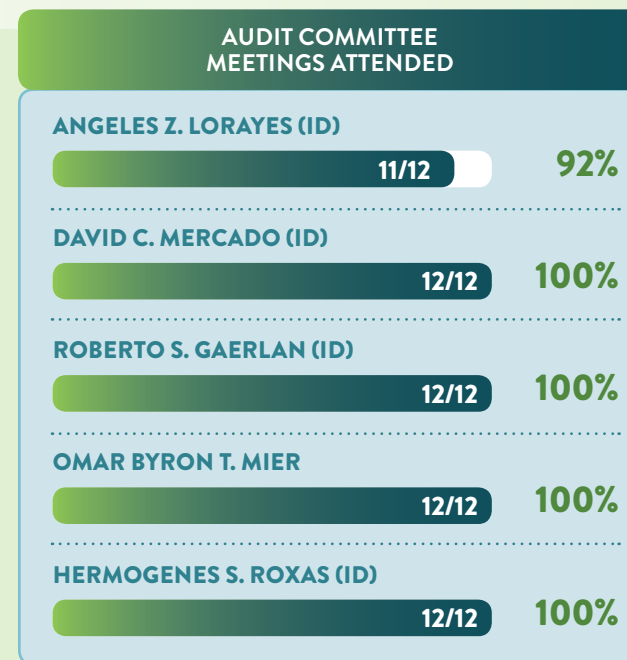 AUDIT COMMITTEE
MEETINGS ATTENDED
ANGELES Z. LORAYES (ID)
11/12 92%
DAVID C. MERCADO (ID)
12/12 100%
ROBERTO S. GAERLAN (ID)
12/12 100%
OMAR BYRON T. MIER
12/12 100%
HERMOGENES S. ROXAS (ID)
12/12 100%